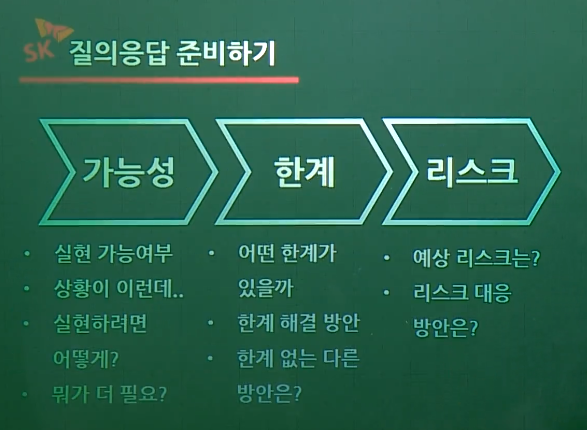 SK
질의응답 준비하기
가능성
한계
리스크
• 실현 가능여부
• 상황이 이런데..
• 실현하려면
어떻게?
• 뭐가 더 필요?
• 어떤 한계가
있을까
• 한계 해결 방안
• 한계 없는 다른
방안은?
• 예상 리스크는?
• 리스크 대응
방안은?